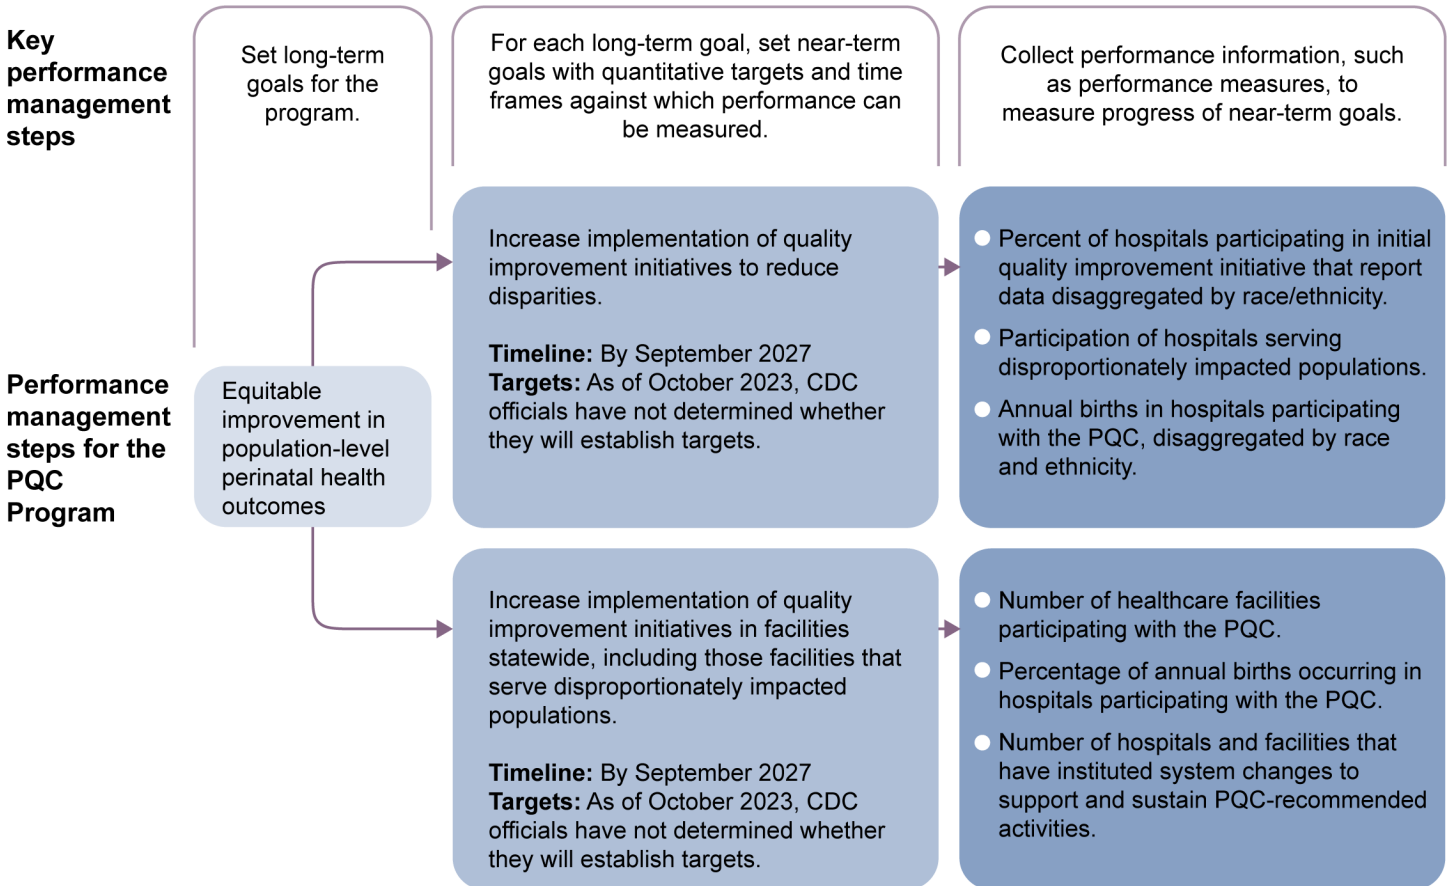 Key
performance
management
steps
Set long-term
goals for the
program.
For each long-term goal, set near-term
goals with quantitative targets and time
frames against which performance can
be measured.
Collect performance information, such
as performance measures, to
measure progress of near-term goals.
Performance
management
steps for the
PQC
Program
Equitable
improvement in
population-level
perinatal health
outcomes
Increase implementation of quality
improvement initiatives to reduce
disparities.
Timeline: By September 2027
Targets: As of October 2023, CDC
officials have not determined whether
they will establish targets.
Percent of hospitals participating in initial
quality improvement initiative that report
data disaggregated by race/ethnicity.
Participation of hospitals serving
disproportionately impacted populations.
Annual births in hospitals participating
with the PQC, disaggregated by race
and ethnicity.
Increase implementation of quality
improvement initiatives in facilities
statewide, including those facilities that
serve disproportionately impacted
populations.
Timeline: By September 2027
Targets: As of October 2023, CDC
officials have not determined whether
they will establish targets.
Number of healthcare facilities
participating with the PQC.
Percentage of annual births occurring in
hospitals participating with the PQC.
Number of hospitals and facilities that
have instituted system changes to
support and sustain PQC-recommended
activities.